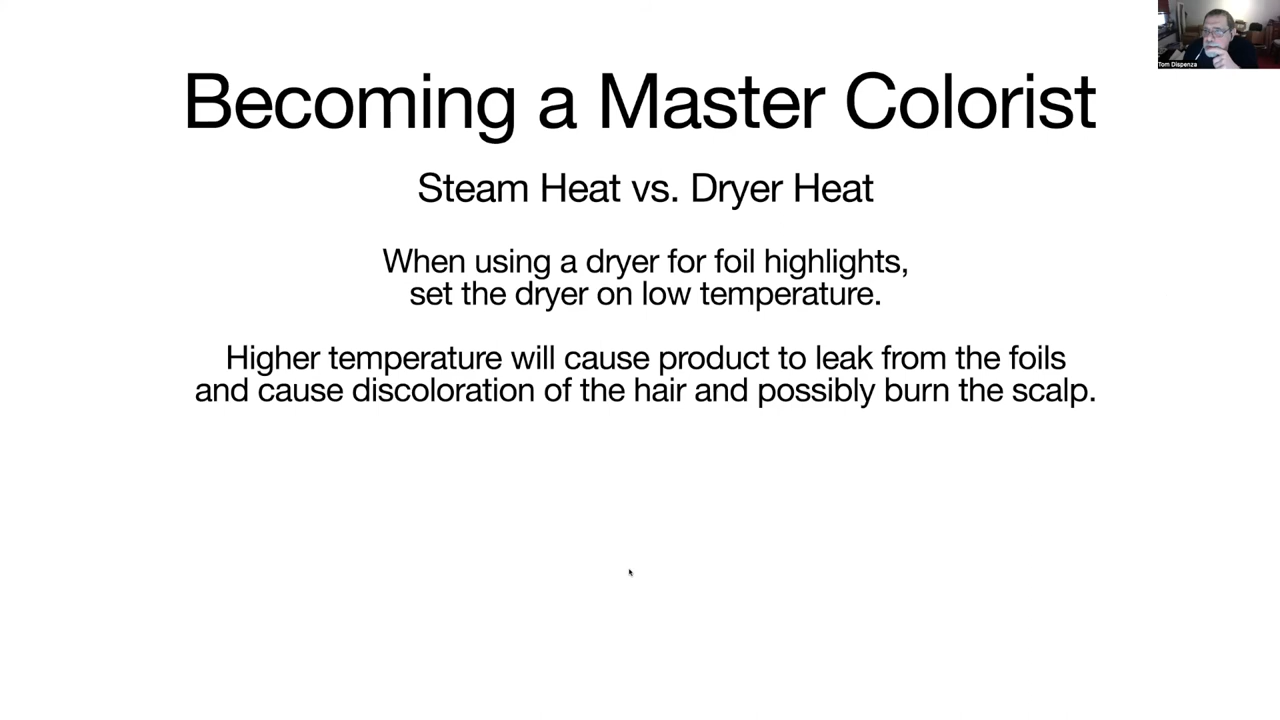 Becoming a Master Colorist
Steam Heat vs. Dryer Heat
When using a dryer for foil highlights,
set the dryer on low temperature.
Higher temperature will cause product to leak from the foils
and cause discoloration of the hair and possibly burn the scalp.
Tom Dispenza